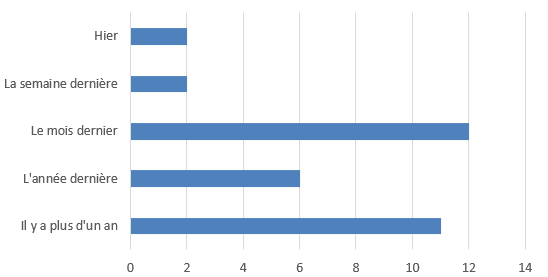 Hier
La semaine dernière
Le mois dernier
L'année dernière
Il y a plus d'un an
0 2 4 6 8 10 12 14